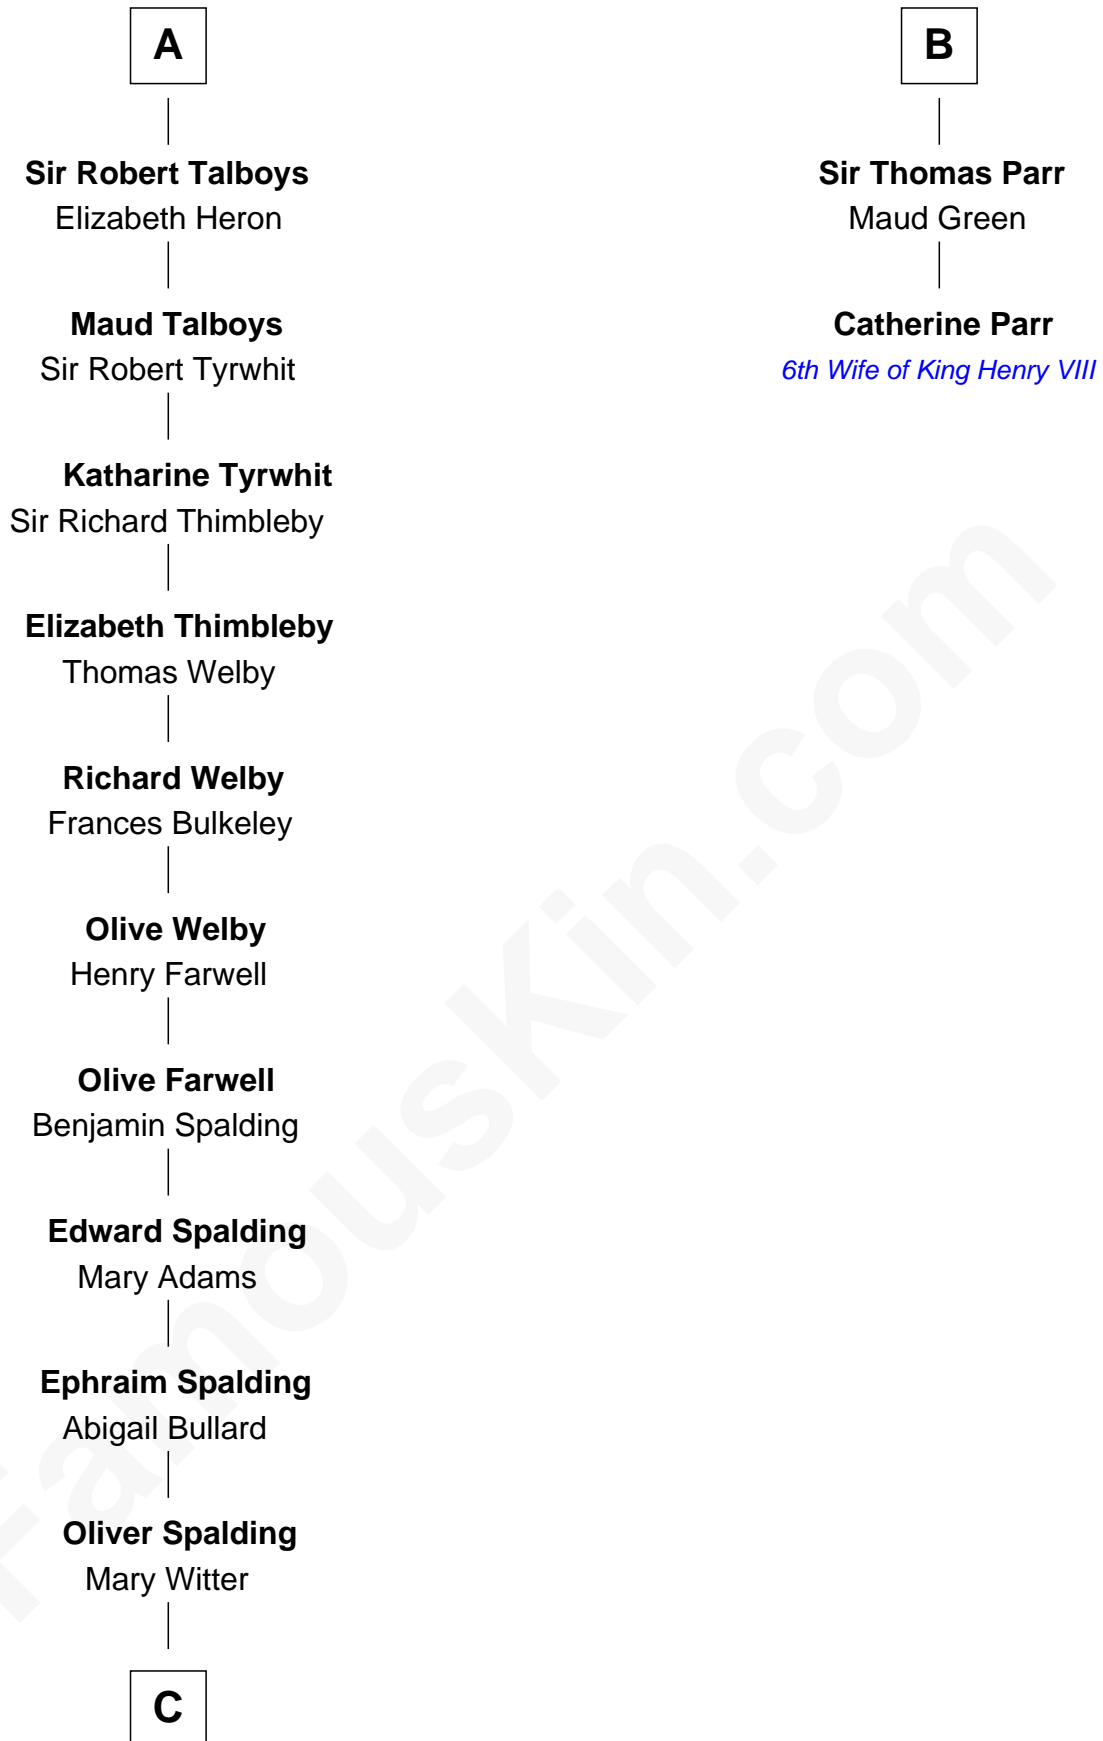 A
Sir Robert Talboys
Elizabeth Heron
Maud Talboys
Sir Robert Tyrwhit
Katharine Tyrwhit
Sir Richard Thimbleby
Elizabeth Thimbleby
Thomas Welby
Richard Welby
Frances Bulkeley
Olive Welby
Henry Farwell
Olive Farwell
Benjamin Spalding
Edward Spalding
Mary Adams
Ephraim Spalding
Abigail Bullard
Oliver Spalding
Mary Witter
C
B
Sir Thomas Parr
Maud Green
Catherine Parr
6th Wife of King Henry VIII
FamousKin.com